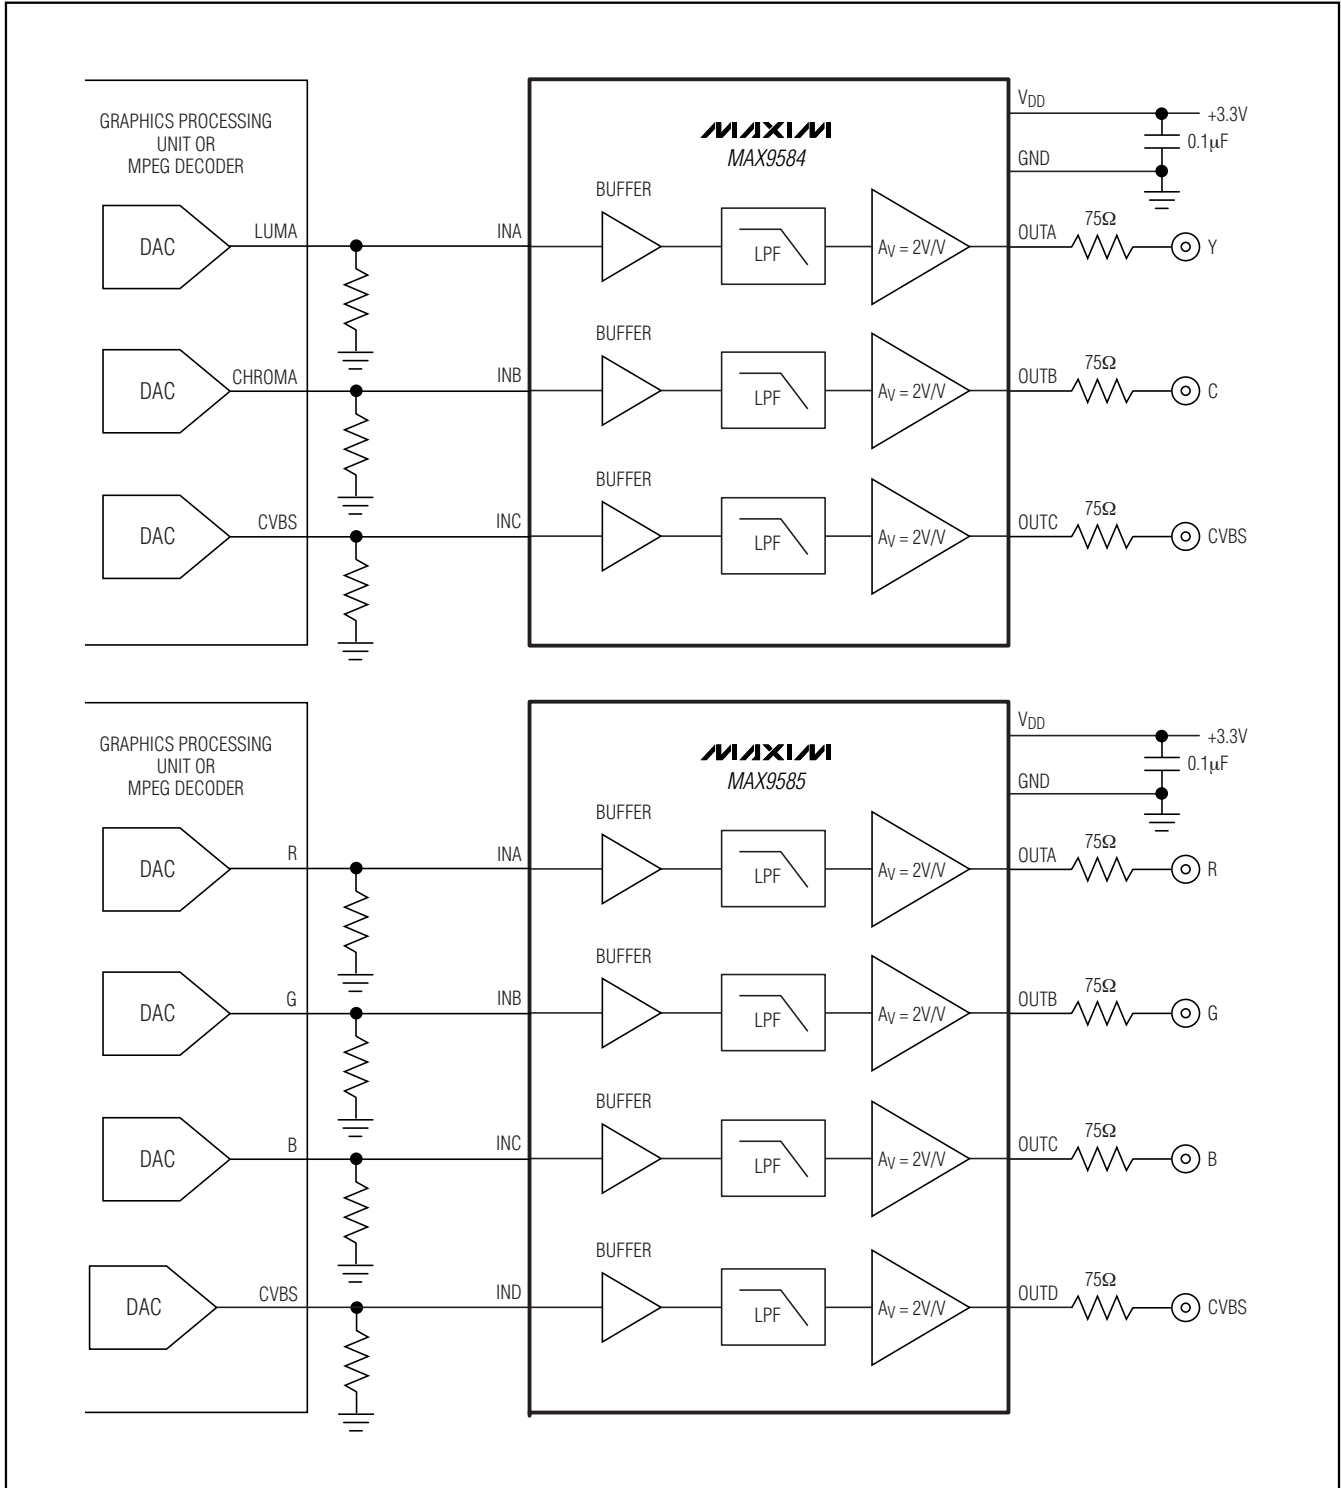 GRAPHICS PROCESSING
UNIT OR
MPEG DECODER
MAXIM
MAX9584
VDD
+3.3V
0.1µF
GND
DAC
LUMA
INA
BUFFER
LPF
AV = 2V/V
OUTA
75Ω
Y
DAC
CHROMA
INB
BUFFER
LPF
AV = 2V/V
OUTB
75Ω
C
DAC
CVBS
INC
BUFFER
LPF
AV = 2V/V
OUTC
75Ω
CVBS
GRAPHICS PROCESSING
UNIT OR
MPEG DECODER
MAXIM
MAX9585
VDD
+3.3V
0.1µF
GND
DAC
R
INA
BUFFER
LPF
AV = 2V/V
OUTA
75Ω
R
DAC
G
INB
BUFFER
LPF
AV = 2V/V
OUTB
75Ω
G
DAC
B
INC
BUFFER
LPF
AV = 2V/V
OUTC
75Ω
B
DAC
CVBS
IND
BUFFER
LPF
AV = 2V/V
OUTD
75Ω
CVBS